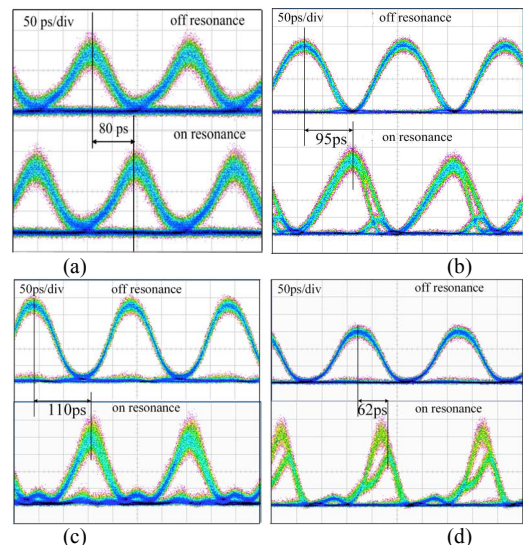 50 ps/div
off resonance
80 ps
on resonance
(a)
50ps/div
off resonance
on resonance
95ps
(b)
50ps/div
off resonance
110ps
on resonance
(c)
50ps/div
off resonance
on resonance
62ps
(d)